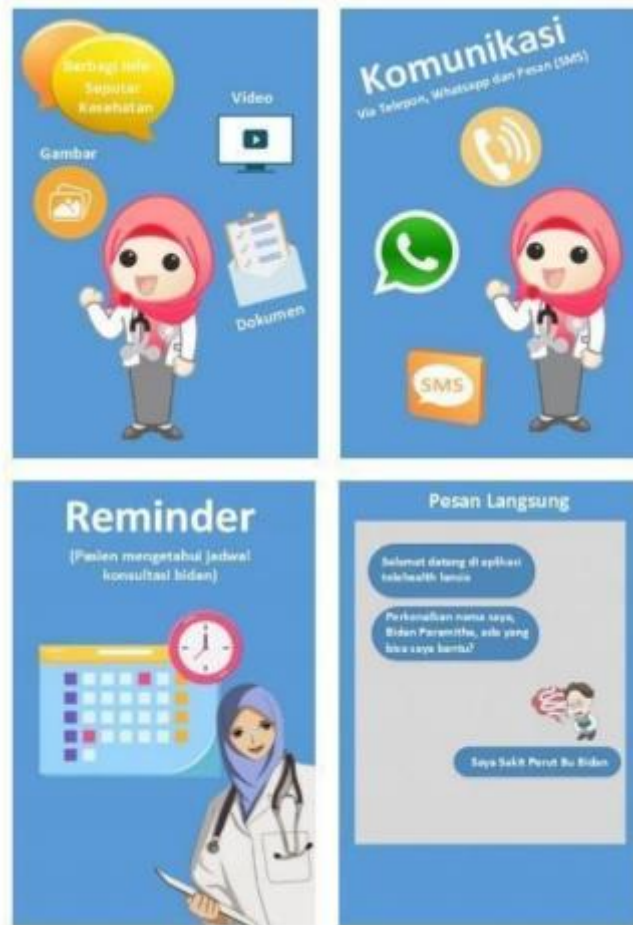 Berbagi Info
Seputar
Kesehatan
Video
Gambar
Dokumen
Komunikasi
Via Telepon, Whatsapp dan Pesan (SMS)
SMS
Reminder
(Pasien mengetahui jadwal
konsultasi bidan)
Pesan Langsung
Selamat datang di aplikasi
telehealth lansia
Perkenalkan nama saya,
Bidan Paramitha, ada yang
bisa saya bantu?
Saya Sakit Perut Bu Bidan